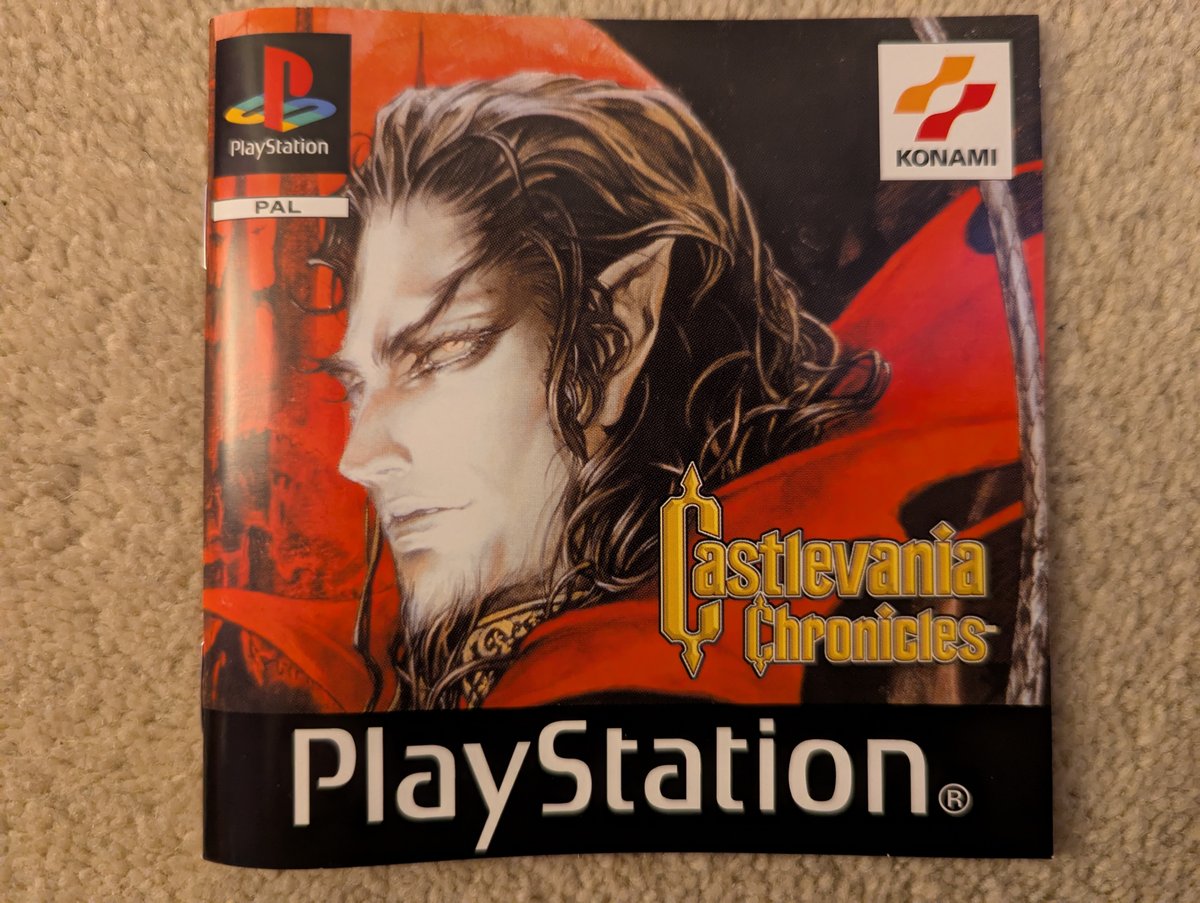 PlayStation
PAL
KONAMI
Castlevania
Chronicles
PlayStation®